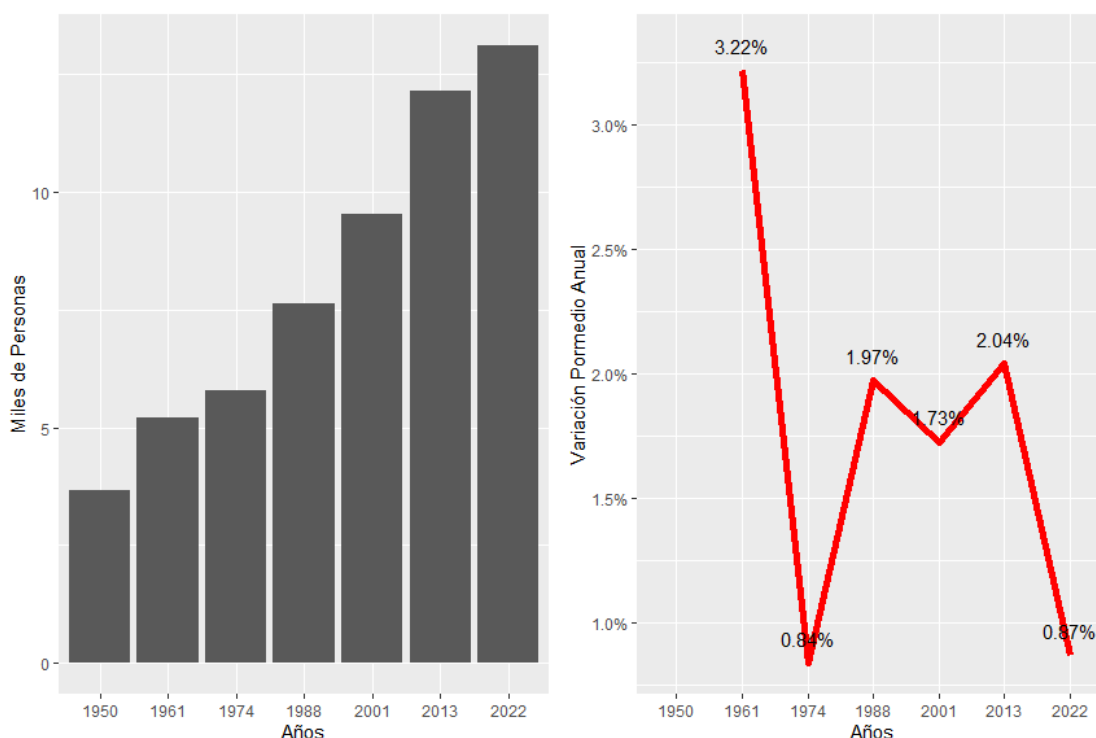 Miles de Personas
10
5
0
1950 1961 1974 1988 2001 2013 2022
Años
Variación Pormedio Anual
3.0%
2.5%
2.0%
1.5%
1.0%
3.22%
0.84%
1.97%
1.73%
2.04%
0.87%
1950 1961 1974 1988 2001 2013 2022
Años